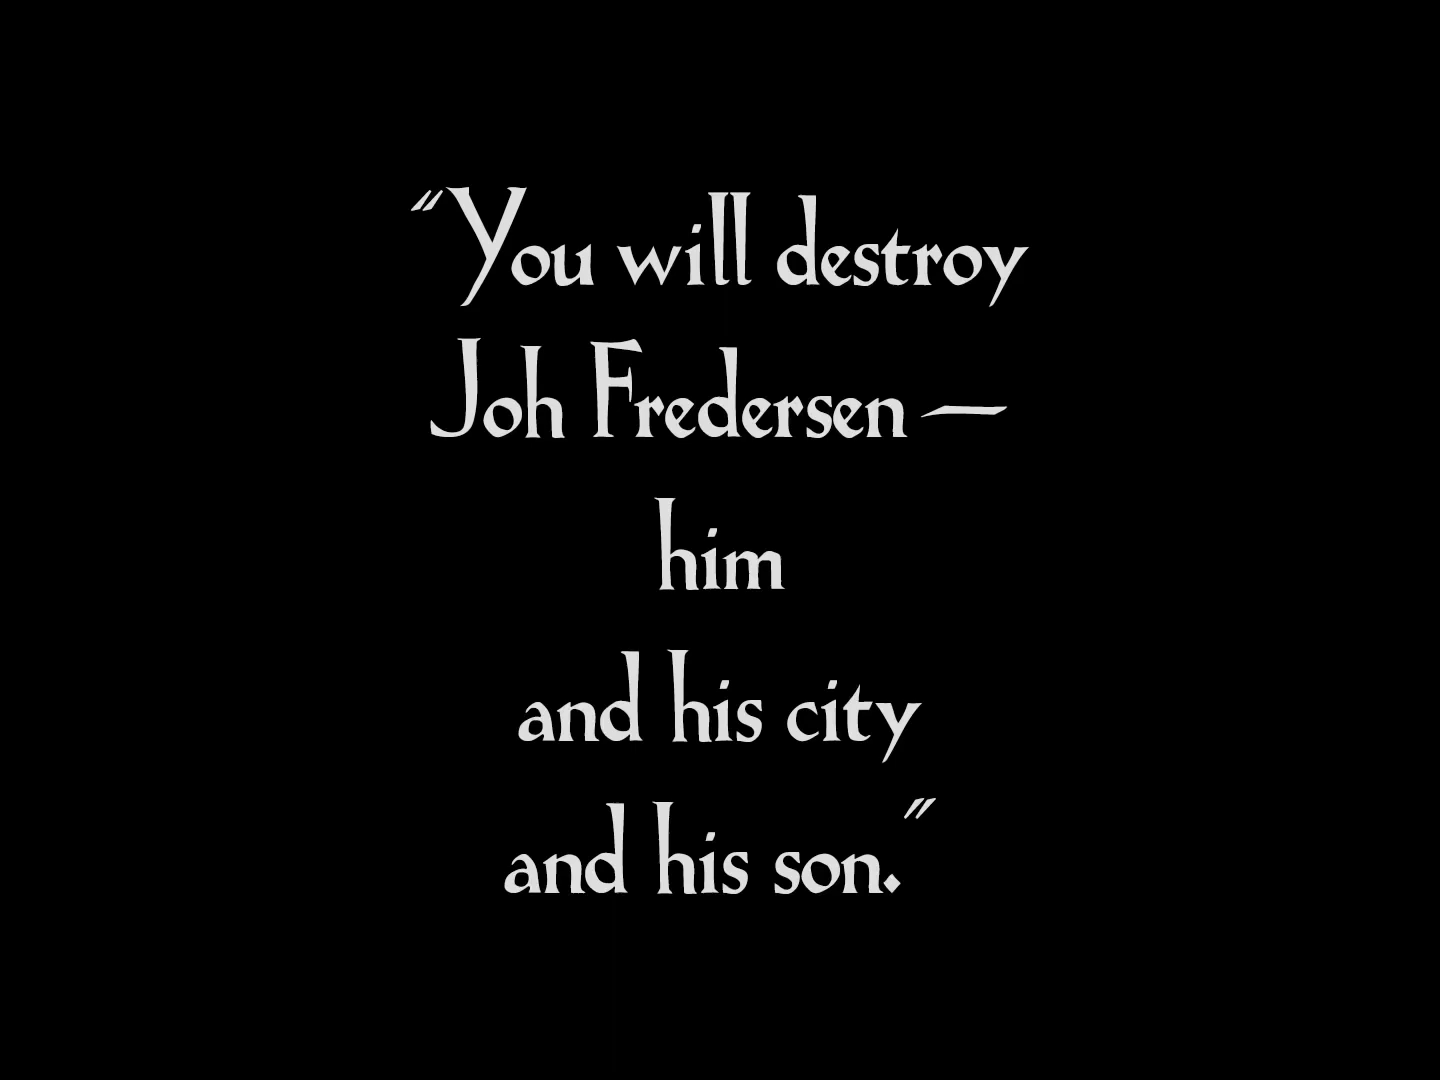 “You will destroy
Joh Fredersen —
him
and his city
and his son.”